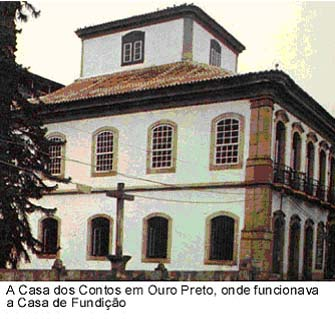 A Casa dos Contos em Ouro Preto, onde funcionava
a Casa de Fundição